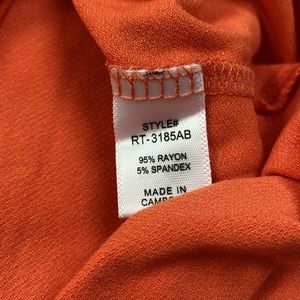 STYLE#
RT-3185AB
95% RAYON
5% SPANDEX
MADE IN